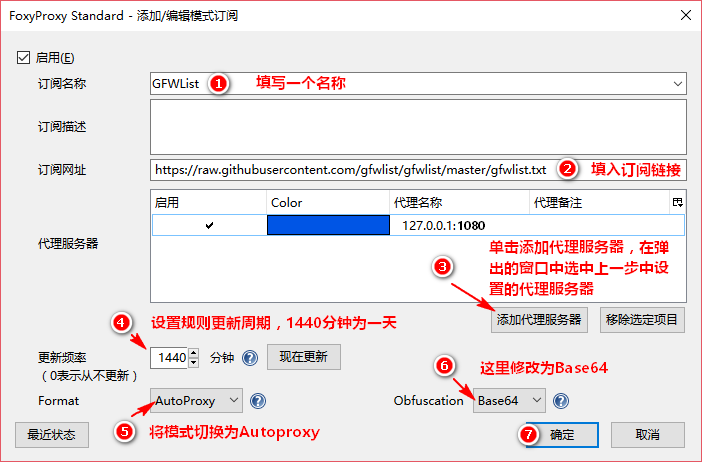 FoxyProxy Standard - 添加/编辑模式订阅
启用(E)
订阅名称 GFWList 1 填写一个名称
订阅描述
订阅网址 https://raw.githubusercontent.com/gfwlist/gfwlist/master/gfwlist.txt 2 填入订阅链接
启用 Color 代理名称 代理备注
127.0.0.1:1080
代理服务器
单击添加代理服务器，在弹
3 出的窗口中选中上一步中设
置的代理服务器
添加代理服务器 移除选定项目
4 设置规则更新周期，1440分钟为一天
更新频率 1440 分钟 ? 现在更新
（0表示从不更新）
6 这里修改为Base64
Format AutoProxy ? Obfuscation Base64 ?
5 将模式切换为Autoproxy
最近状态 7 确定 取消